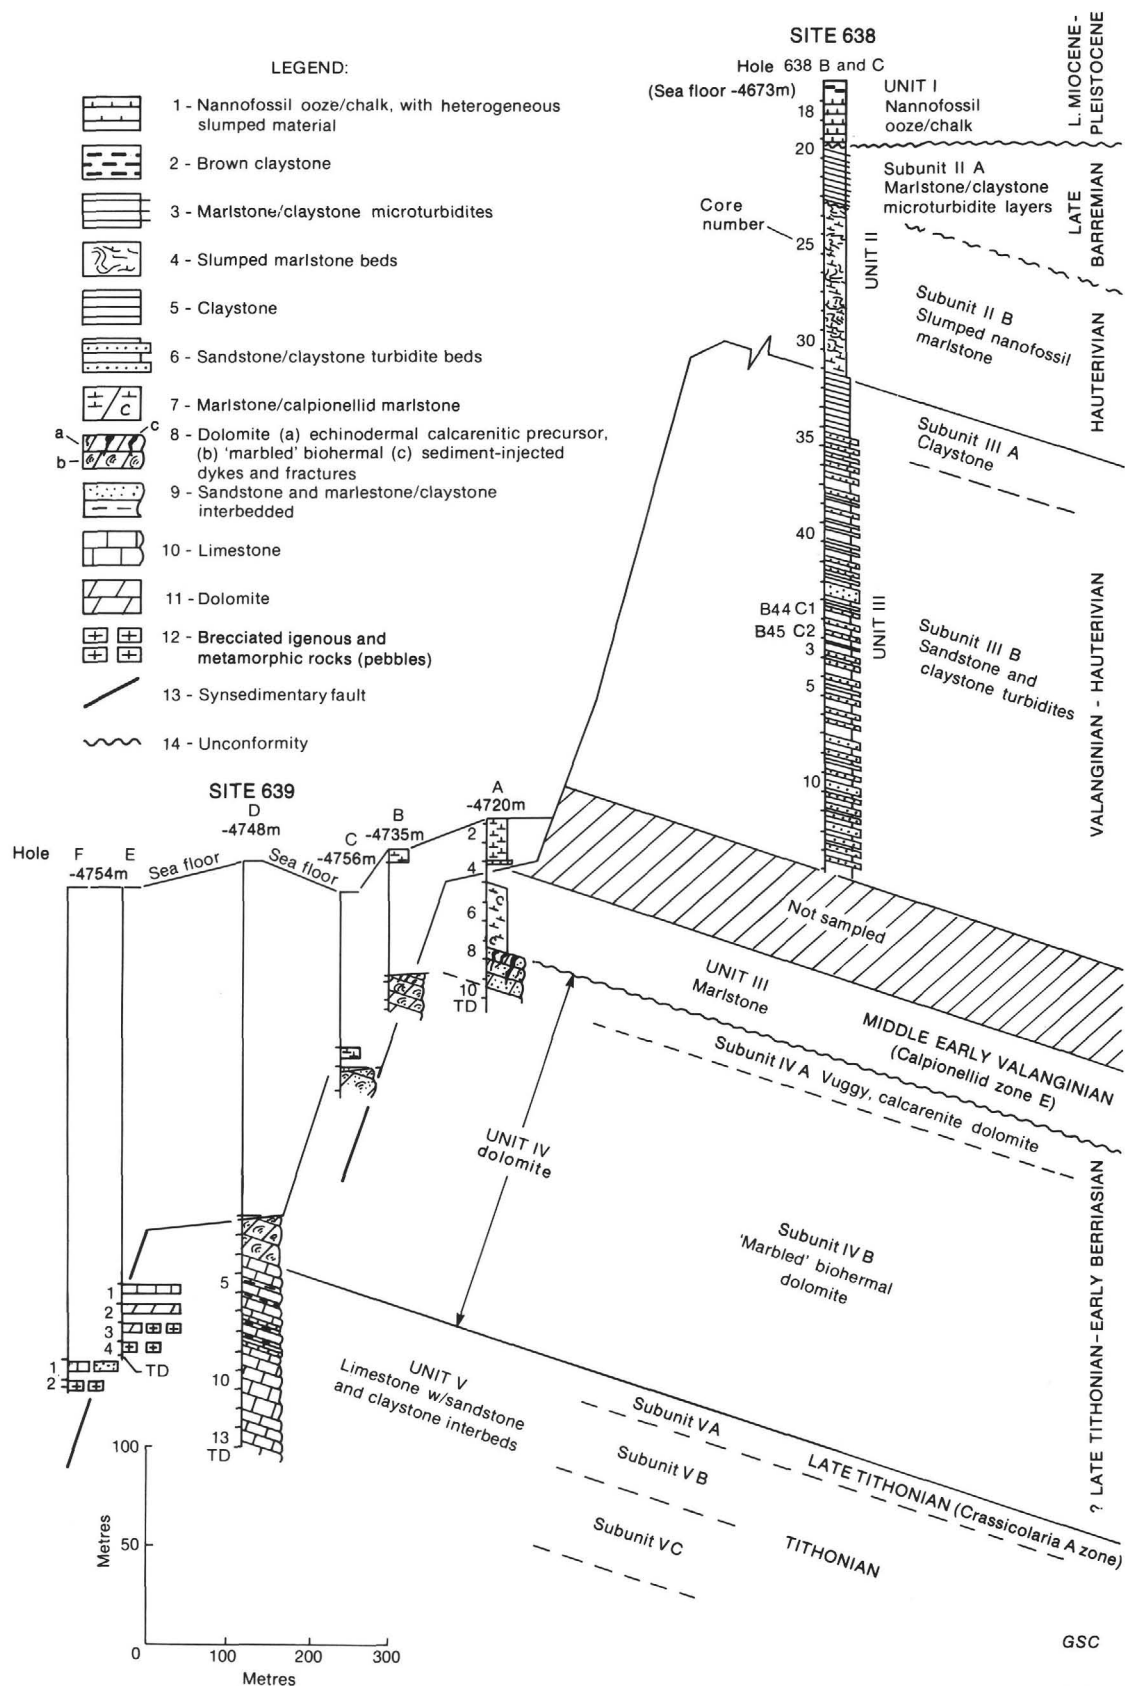 LEGEND:
1 - Nannofossil ooze/chalk, with heterogeneous
slumped material
2 - Brown claystone
3 - Marlstone/claystone microturbidites
4 - Slumped marlstone beds
5 - Claystone
6 - Sandstone/claystone turbidite beds
7 - Marlstone/calpionellid marlstone
C
a
b
c
8 - Dolomite (a) echinodermal calcarenitic precursor,
(b) 'marbled' biohermal (c) sediment-injected
dykes and fractures
9 - Sandstone and marlestone/claystone
interbedded
10 - Limestone
11 - Dolomite
12 - Brecciated igenous and
metamorphic rocks (pebbles)
13 - Synsedimentary fault
14 - Unconformity
SITE 638
Hole 638 B and C
(Sea floor -4673m)
18
20
Core
number
25
30
35
40
B44 C1
B45 C2
3
5
10
UNIT I
Nannofossil
ooze/chalk
Subunit II A
Marlstone/claystone
microturbidite layers
UNIT II
Subunit II B
Slumped nanofossil
marlstone
Subunit III A
Claystone
UNIT III
Subunit III B
Sandstone and
claystone turbidites
L. MIOCENE-
PLEISTOCENE
LATE
BARREMIAN
HAUTERIVIAN
VALANGINIAN - HAUTERIVIAN
SITE 639
Hole
F
E
-4754m
Sea floor
D
-4748m
Sea floor
C
-4756m
B
-4735m
A
-4720m
2
4
6
C
C
8
10
TD
5
10
13
TD
1
2
3
4
TD
1
2
Not sampled
UNIT III
Marlstone
MIDDLE EARLY VALANGINIAN
(Calpionellid zone E)
Subunit IV A Vuggy, calcarenite dolomite
UNIT IV
dolomite
Subunit IV B
'Marbled' biohermal
dolomite
? LATE TITHONIAN-EARLY BERRIASIAN
UNIT V
Limestone w/sandstone
and claystone interbeds
Subunit V A
LATE TITHONIAN (Crassicolaria A zone)
Subunit V B
Subunit V C
TITHONIAN
100
50
0
Metres
100
200
300
Metres
GSC